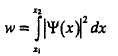 w = ∫_{x₁}^{x₂} |Ψ(x)|² dx